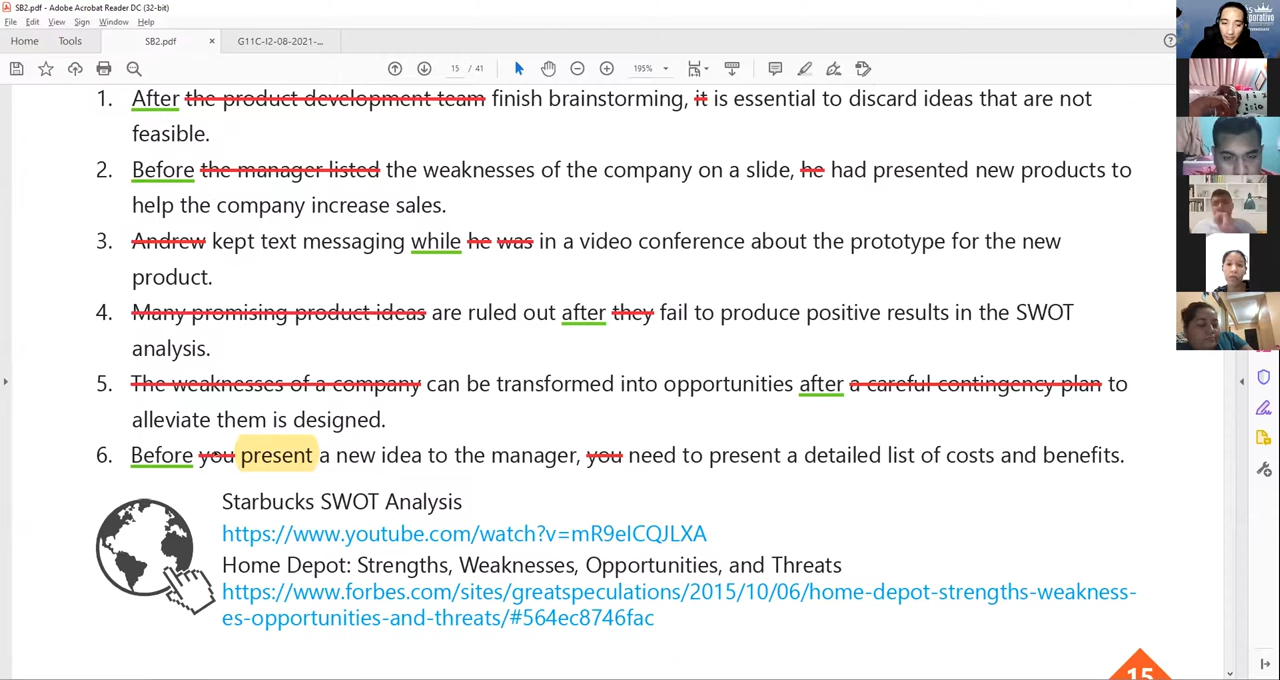 SB2.pdf - Adobe Acrobat Reader DC (32-bit)
File Edit View Sign Window Help
Home Tools SB2.pdf × G11C-I2-08-2021-...
15 / 41 195%
1. After the product development team finish brainstorming, it is essential to discard ideas that are not
feasible.
2. Before the manager listed the weaknesses of the company on a slide, he had presented new products to
help the company increase sales.
3. Andrew kept text messaging while he was in a video conference about the prototype for the new
product.
4. Many promising product ideas are ruled out after they fail to produce positive results in the SWOT
analysis.
5. The weaknesses of a company can be transformed into opportunities after a careful contingency plan to
alleviate them is designed.
6. Before you present a new idea to the manager, you need to present a detailed list of costs and benefits.
Starbucks SWOT Analysis
https://www.youtube.com/watch?v=mR9eICQJLXA
Home Depot: Strengths, Weaknesses, Opportunities, and Threats
https://www.forbes.com/sites/greatspeculations/2015/10/06/home-depot-strengths-weakness-
es-opportunities-and-threats/#564ec8746fac
15